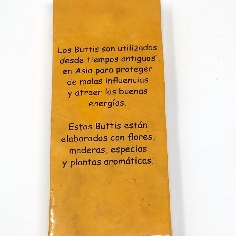 Los Buttis son utilizados
desde tiempos antiguos
en Asia para proteger
de malas influencias
y atraer las buenas
energías.
Estos Buttis están
elaborados con flores,
maderas, especias
y plantas aromáticas.